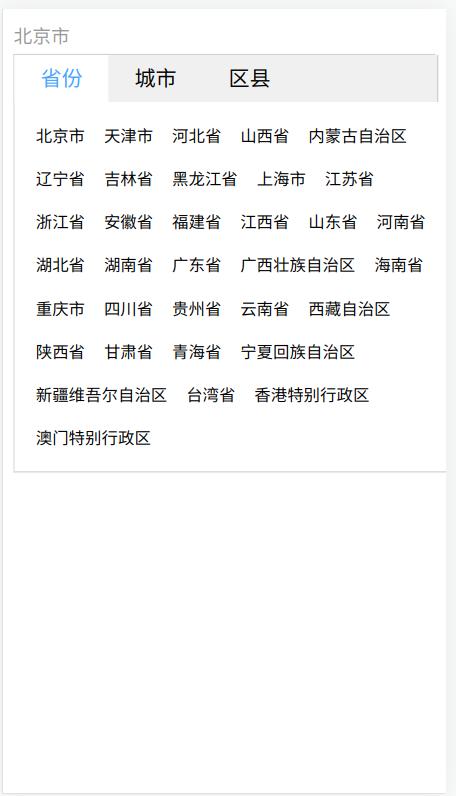 北京市
省份 城市 区县
北京市 天津市 河北省 山西省 内蒙古自治区
辽宁省 吉林省 黑龙江省 上海市 江苏省
浙江省 安徽省 福建省 江西省 山东省 河南省
湖北省 湖南省 广东省 广西壮族自治区 海南省
重庆市 四川省 贵州省 云南省 西藏自治区
陕西省 甘肃省 青海省 宁夏回族自治区
新疆维吾尔自治区 台湾省 香港特别行政区
澳门特别行政区